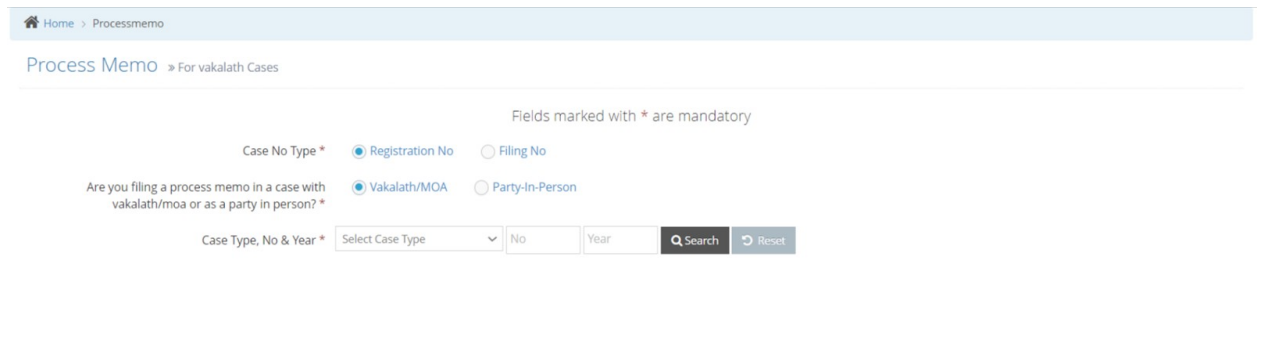 Home > Processmemo
Process Memo » For vakalath Cases
Fields marked with * are mandatory
Case No Type * Registration No Filing No
Are you filing a process memo in a case with Vakalath/MOA Party-In-Person
vakalath/moa or as a party in person? *
Case Type, No & Year * Select Case Type No Year Search Reset